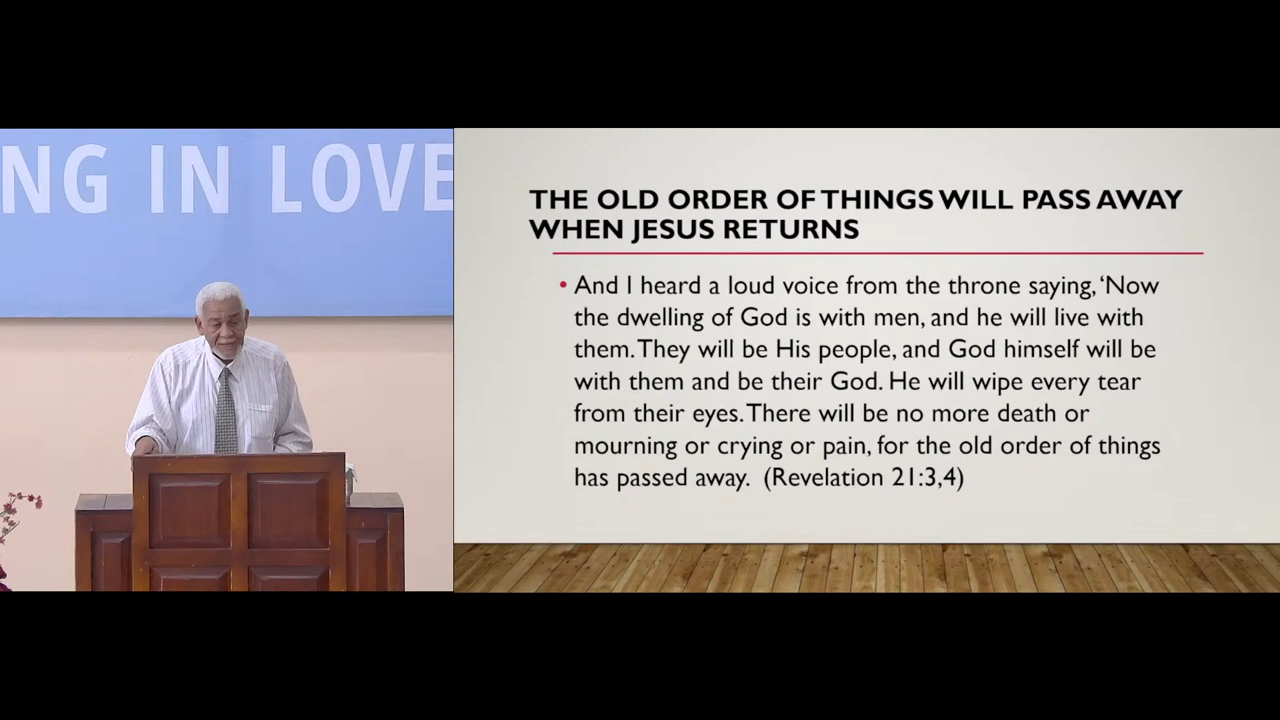 NG IN LOVE
THE OLD ORDER OF THINGS WILL PASS AWAY
WHEN JESUS RETURNS
• And I heard a loud voice from the throne saying, ‘Now
the dwelling of God is with men, and he will live with
them. They will be His people, and God himself will be
with them and be their God. He will wipe every tear
from their eyes. There will be no more death or
mourning or crying or pain, for the old order of things
has passed away. (Revelation 21:3,4)